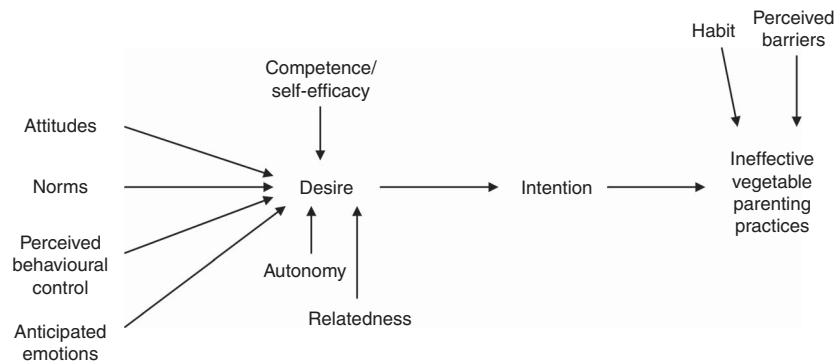 Habit
Perceived
barriers
Competence/
self-efficacy
Attitudes
Norms
Desire
Intention
Ineffective
vegetable
parenting
practices
Perceived
behavioural
control
Autonomy
Relatedness
Anticipated
emotions